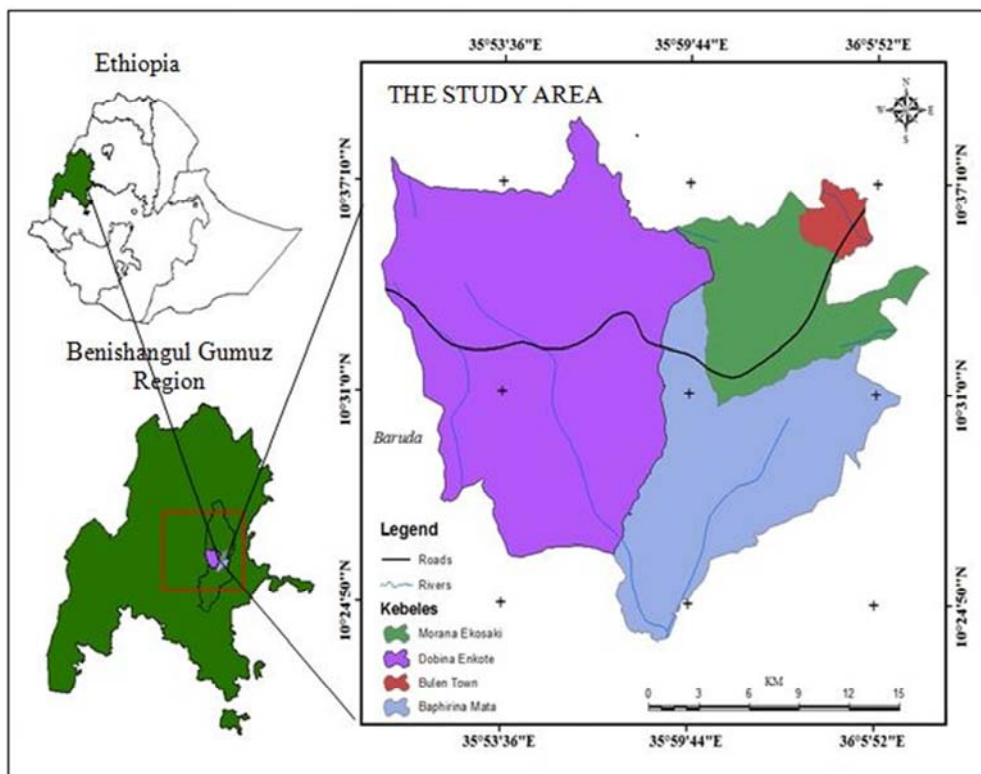 Ethiopia
Benishangul Gumuz
Region
35°53'36"E 35°59'44"E 36°5'52"E
THE STUDY AREA
N
W E
S
10°37'10"N 10°37'10"N
10°31'0"N 10°31'0"N
Baruda
10°24'50"N 10°24'50"N
Legend
Roads
Rivers
Kebeles
Morana Ekosaki
Dobina Enkote
Bulen Town
Baphirina Mata
KM
0 3 6 9 12 15
35°53'36"E 35°59'44"E 36°5'52"E